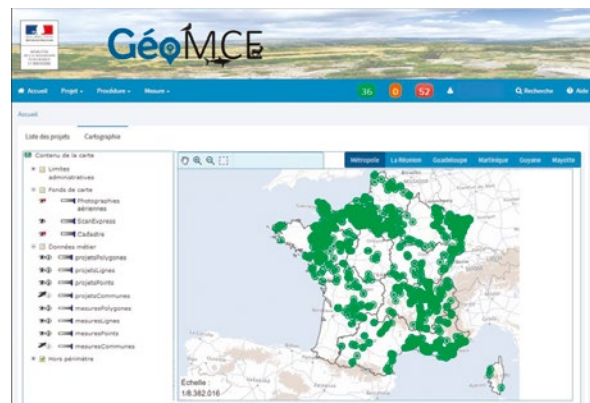 GéoMCE
Accueil Projet Procédure Mesure 36 0 52 Recherche Aide
Accueil
Liste des projets Cartographie
Contenu de la carte
Limites
administratives
Fonds de carte
Photographies
aériennes
ScanExpress
Cadastre
Données métier
projetsPolygones
projetsLignes
projetsPoints
projetsCommunes
mesuresPolygones
mesuresLignes
mesuresPoints
mesuresCommunes
Hors périmètre
Métropole La Réunion Guadeloupe Martinique Guyane Mayotte
Echelle :
1/8.382.016